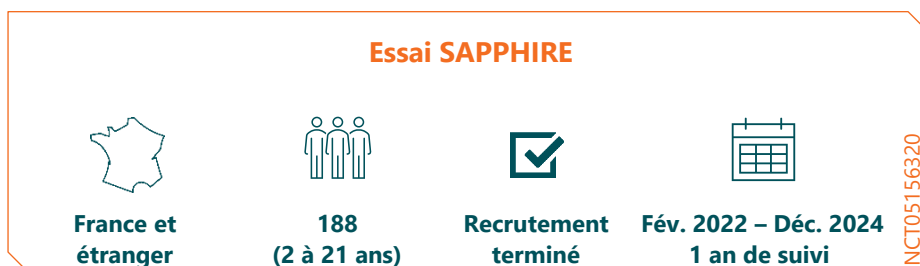 Essai SAPPHIRE
France et
étranger
188
(2 à 21 ans)
Recrutement
terminé
Fév. 2022 – Déc. 2024
1 an de suivi
NCT05156320